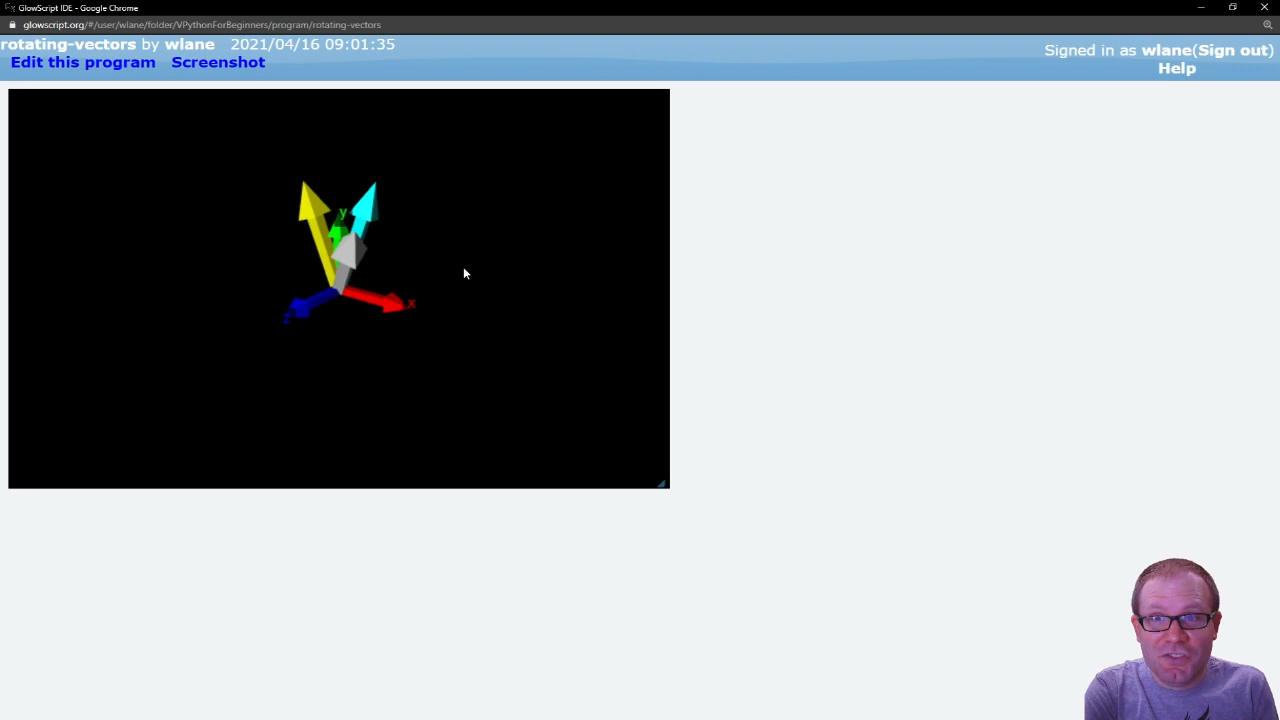 GlowScript IDE - Google Chrome
glowscript.org/#/user/wlane/folder/VPythonForBeginners/program/rotating-vectors
rotating-vectors by wlane 2021/04/16 09:01:35
Signed in as wlane(Sign out)
Edit this program Screenshot
Help
y
x
z